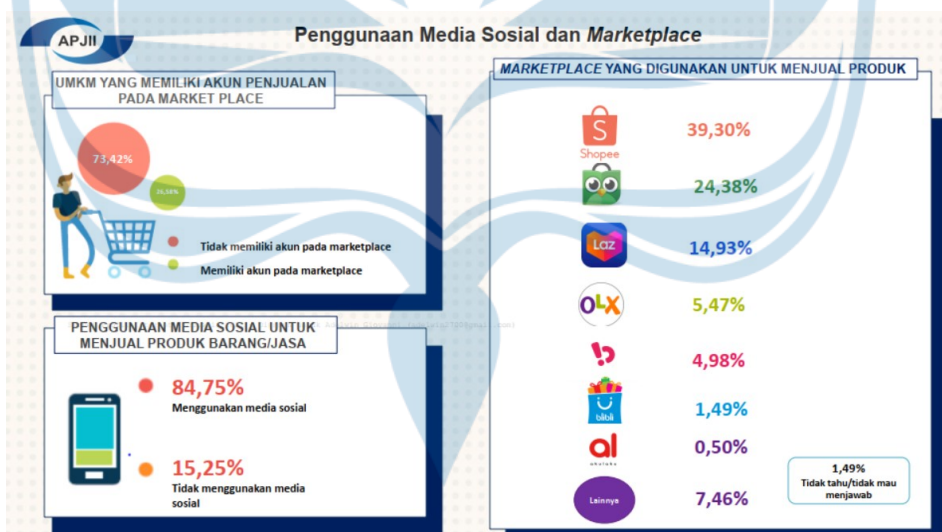 APJII
Penggunaan Media Sosial dan Marketplace
UMKM YANG MEMILIKI AKUN PENJUALAN
PADA MARKET PLACE
73,42%
26,58%
Tidak memiliki akun pada marketplace
Memiliki akun pada marketplace
PENGGUNAAN MEDIA SOSIAL UNTUK
MENJUAL PRODUK BARANG/JASA
84,75%
Menggunakan media sosial
15,25%
Tidak menggunakan media
sosial
MARKETPLACE YANG DIGUNAKAN UNTUK MENJUAL PRODUK
S
Shopee
39,30%
24,38%
Laz
14,93%
OLX
5,47%
4,98%
blibli
1,49%
al
akulaku
0,50%
Lainnya
7,46%
1,49%
Tidak tahu/tidak mau
menjawab